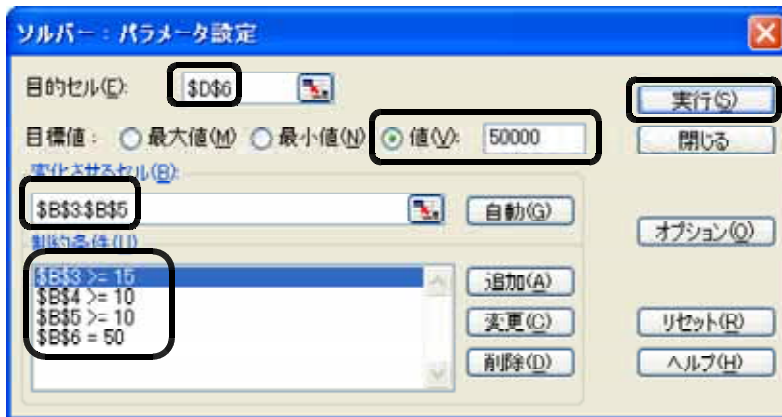 ソルバー：パラメータ設定
目的セル(E): $D$6
実行(S)
目標値： 最大値(M) 最小値(N) 値(V): 50000
閉じる
変化させるセル(B):
$B$3:$B$5
自動(G)
制約条件(U)
オプション(O)
$B$3 >= 15
追加(A)
$B$4 >= 10
$B$5 >= 10
変更(C)
リセット(R)
$B$6 = 50
削除(D)
ヘルプ(H)